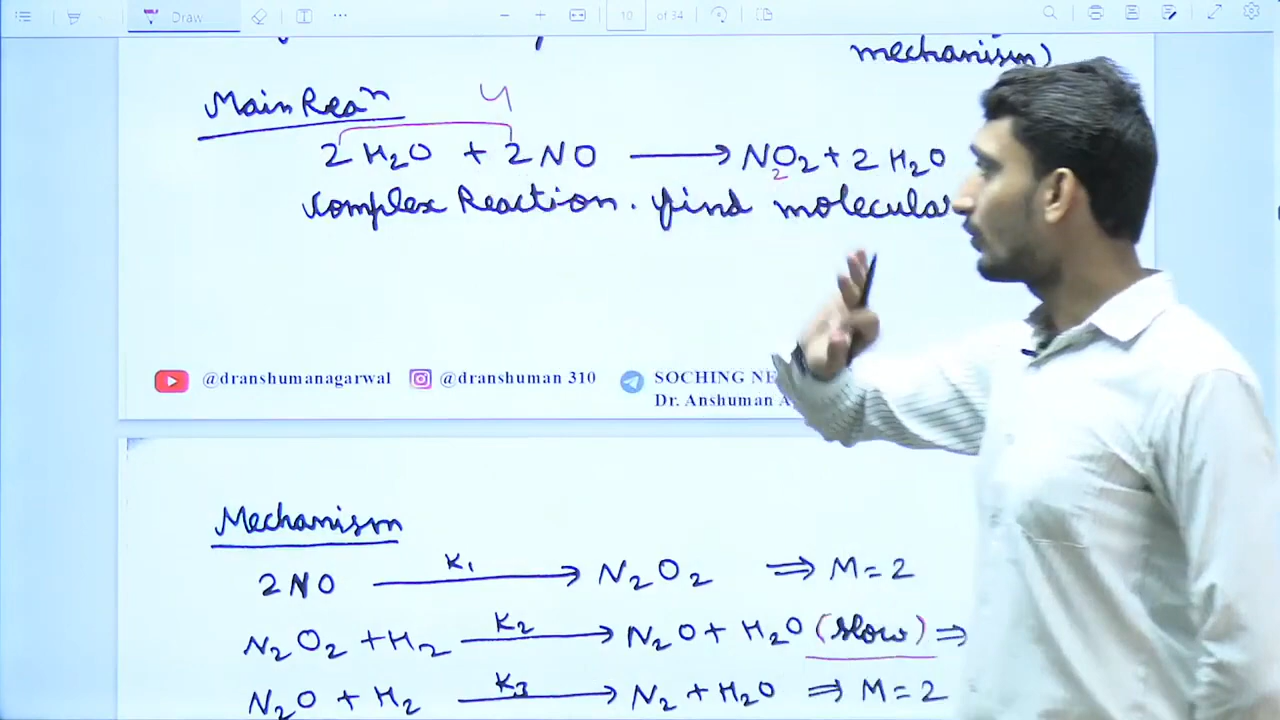 Draw
10 of 34
mechanism)
Main Reaⁿ
4
2 H₂O + 2 NO ⟶ NO₂ + 2 H₂O
2
Complex Reaction. find molecular
@dranshumanagarwal @dranshuman 310 SOCHING NE
Dr. Anshuman A
Mechanism
2 NO —K₁→ N₂O₂ ⇒ M = 2
N₂O₂ + H₂ —K₂→ N₂O + H₂O (slow) ⇒
N₂O + H₂ —K₃→ N₂ + H₂O ⇒ M = 2